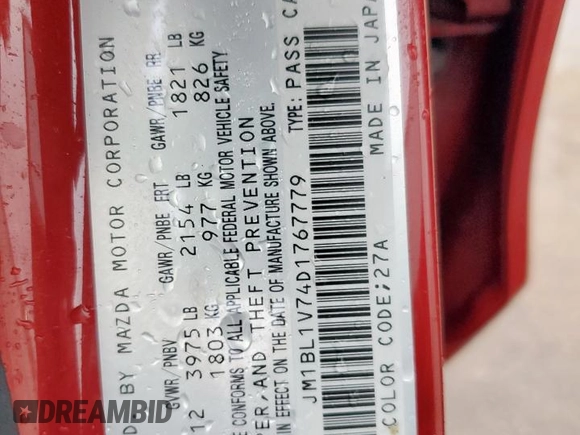 D BY MAZDA MOTOR CORPORATION
GVWR/PNBV GAWR/PNBE FRT GAWR/PNBE RR
12 3975 LB 2154 LB 1821 LB
1803 KG 977 KG 826 KG
TO ALL APPLICABLE FEDERAL MOTOR VEHICLE SAFETY
PER, AND THEFT PREVENTION
IN EFFECT ON THE DATE OF MANUFACTURE SHOWN ABOVE.
JM1BL1V74D1767779 TYPE: PASS CA
MADE IN JAPA
COLOR CODE;27A
DREAMBID